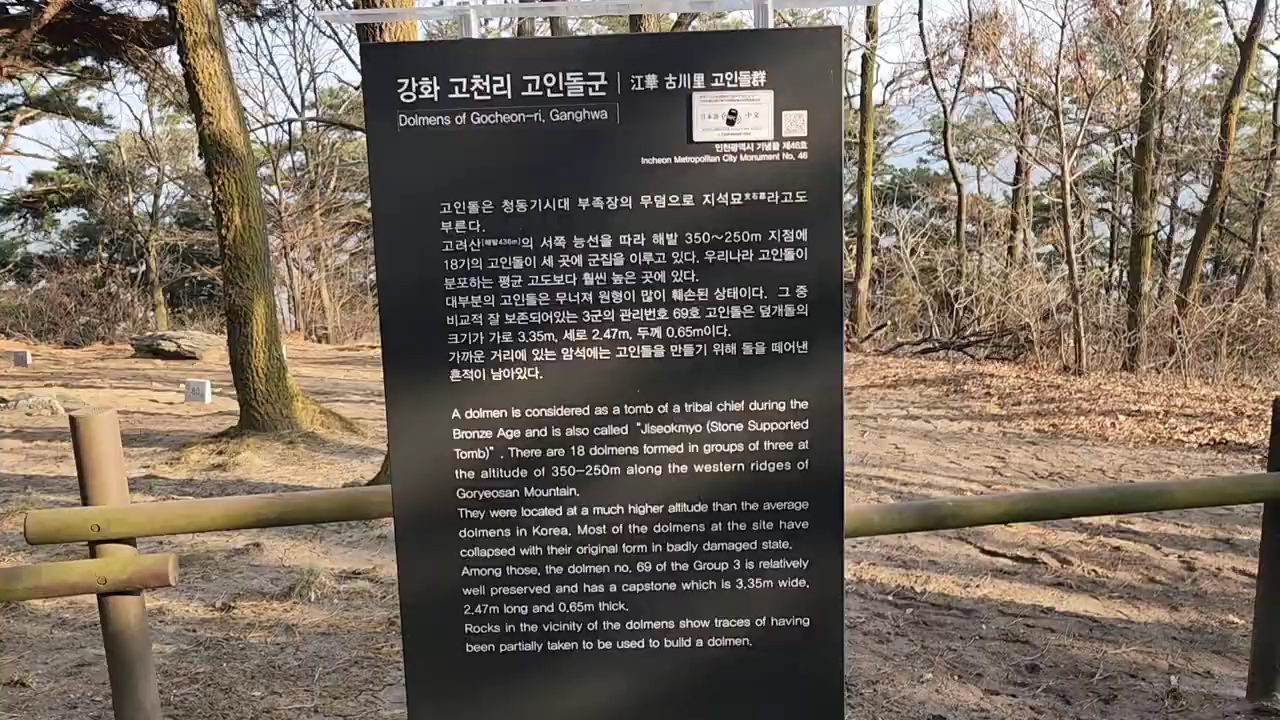 강화 고천리 고인돌군 | 江華 古川里 고인돌群
Dolmens of Gocheon-ri, Ganghwa
日本語 中文
인천광역시 기념물 제46호
Incheon Metropolitan City Monument No. 46
고인돌은 청동기시대 부족장의 무덤으로 지석묘支石墓라고도
부른다.
고려산[해발436m]의 서쪽 능선을 따라 해발 350~250m 지점에
18기의 고인돌이 세 곳에 군집을 이루고 있다. 우리나라 고인돌이
분포하는 평균 고도보다 훨씬 높은 곳에 있다.
대부분의 고인돌은 무너져 원형이 많이 훼손된 상태이다. 그 중
비교적 잘 보존되어있는 3군의 관리번호 69호 고인돌은 덮개돌의
크기가 가로 3.35m, 세로 2.47m, 두께 0.65m이다.
가까운 거리에 있는 암석에는 고인돌을 만들기 위해 돌을 떼어낸
흔적이 남아있다.
A dolmen is considered as a tomb of a tribal chief during the
Bronze Age and is also called “Jiseokmyo (Stone Supported
Tomb)”. There are 18 dolmens formed in groups of three at
the altitude of 350-250m along the western ridges of
Goryeosan Mountain.
They were located at a much higher altitude than the average
dolmens in Korea. Most of the dolmens at the site have
collapsed with their original form in badly damaged state.
Among those, the dolmen no. 69 of the Group 3 is relatively
well preserved and has a capstone which is 3.35m wide,
2.47m long and 0.65m thick.
Rocks in the vicinity of the dolmens show traces of having
been partially taken to be used to build a dolmen.